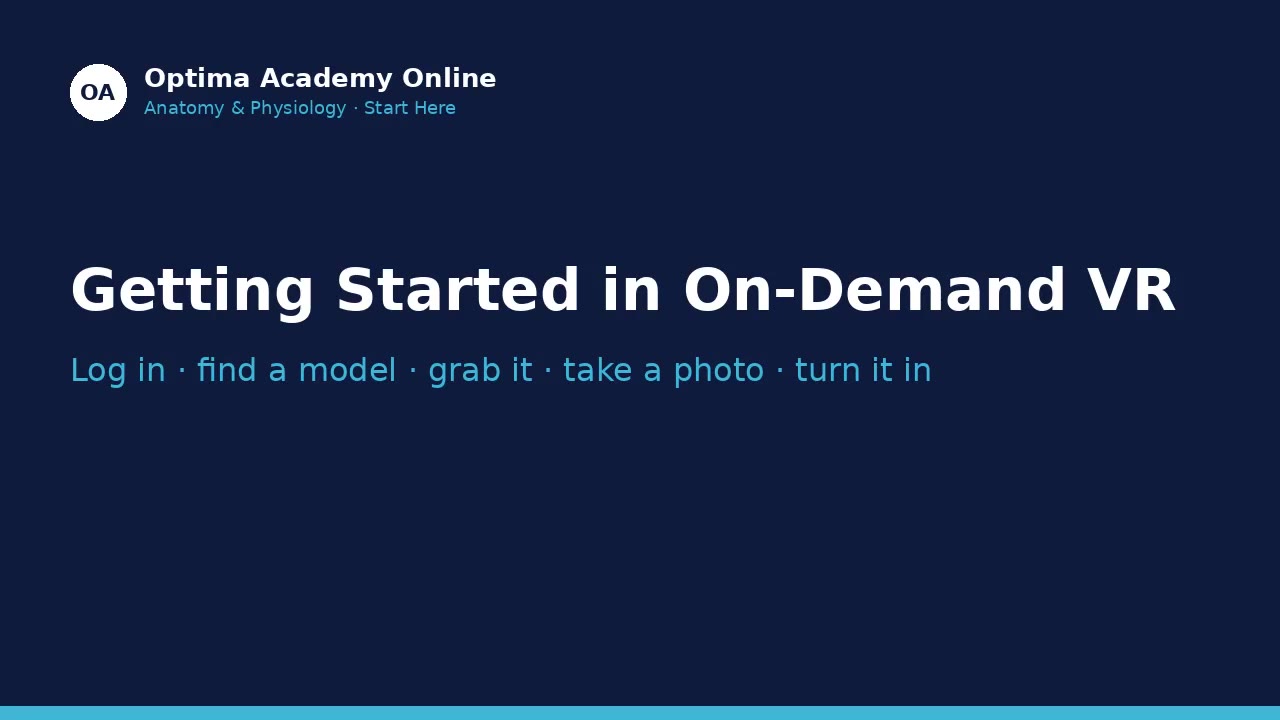 OA
Optima Academy Online
Anatomy & Physiology · Start Here
Getting Started in On-Demand VR
Log in · find a model · grab it · take a photo · turn it in